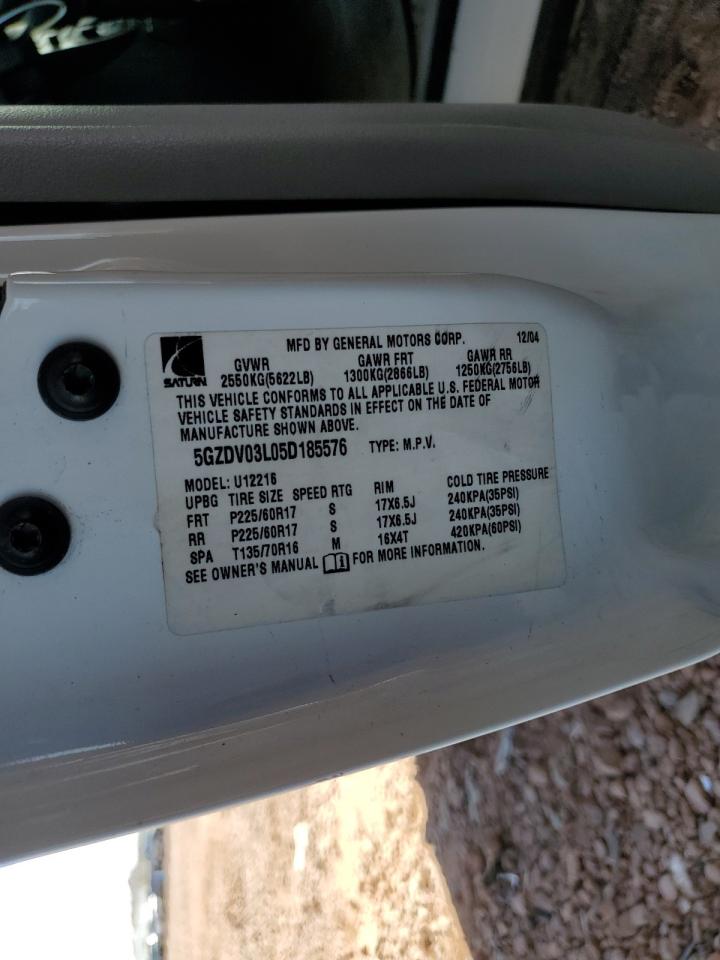 MFD BY GENERAL MOTORS CORP. 12/04
SATURN
GVWR GAWR FRT GAWR RR
2550KG(5622LB) 1300KG(2866LB) 1250KG(2756LB)
THIS VEHICLE CONFORMS TO ALL APPLICABLE U.S. FEDERAL MOTOR
VEHICLE SAFETY STANDARDS IN EFFECT ON THE DATE OF
MANUFACTURE SHOWN ABOVE.
5GZDV03L05D185576 TYPE: M.P.V.
MODEL: U12216
UPBG TIRE SIZE SPEED RTG RIM COLD TIRE PRESSURE
FRT P225/60R17 S 17X6.5J 240KPA(35PSI)
RR P225/60R17 S 17X6.5J 240KPA(35PSI)
SPA T135/70R16 M 16X4T 420KPA(60PSI)
SEE OWNER'S MANUAL FOR MORE INFORMATION.